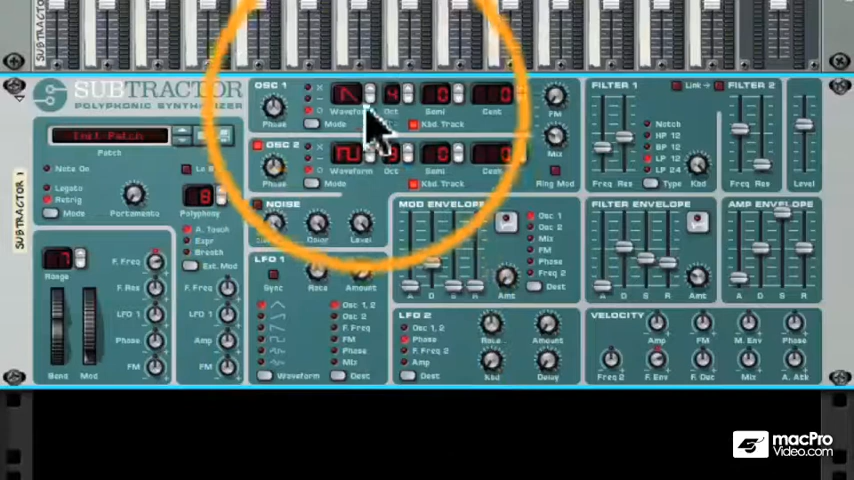 SUBTRACTOR
POLYPHONIC SYNTHESIZER
Init Patch
Patch
Note On
Legato
Retrig
Mode
Portamento
8
Polyphony
SUBTRACTOR 1
7
Range
Bend
Mod
F. Freq
F. Res
LFO 1
Phase
FM
A. Touch
Expr
Breath
Ext. Mod
F. Freq
LFO 1
Amp
FM
OSC 1
Phase
Waveform
4
Oct
0
Semi
0
Cent
Mode
Kbd. Track
OSC 2
Phase
Waveform
Oct
0
Semi
0
Cent
Mode
Kbd. Track
FM
Mix
Ring Mod
NOISE
Color
Level
LFO 1
Sync
Rate
Amount
Osc 1, 2
Osc 2
F. Freq
FM
Phase
Mix
Waveform
Dest
MOD ENVELOPE
A
D
S
R
Amt
Osc 1
Osc 2
Mix
FM
Phase
Freq 2
Dest
LFO 2
Osc 1, 2
Phase
F. Freq 2
Amp
Dest
Rate
Amount
Kbd
Delay
FILTER 1
Link
FILTER 2
Notch
HP 12
BP 12
LP 12
LP 24
Type
Freq
Res
Kbd
Freq
Res
Level
FILTER ENVELOPE
A
D
S
R
Amt
AMP ENVELOPE
A
D
S
R
VELOCITY
Amp
FM
M. Env
Phase
Freq 2
F. Env
F. Dec
Mix
A. Atk
macPro
Video.com